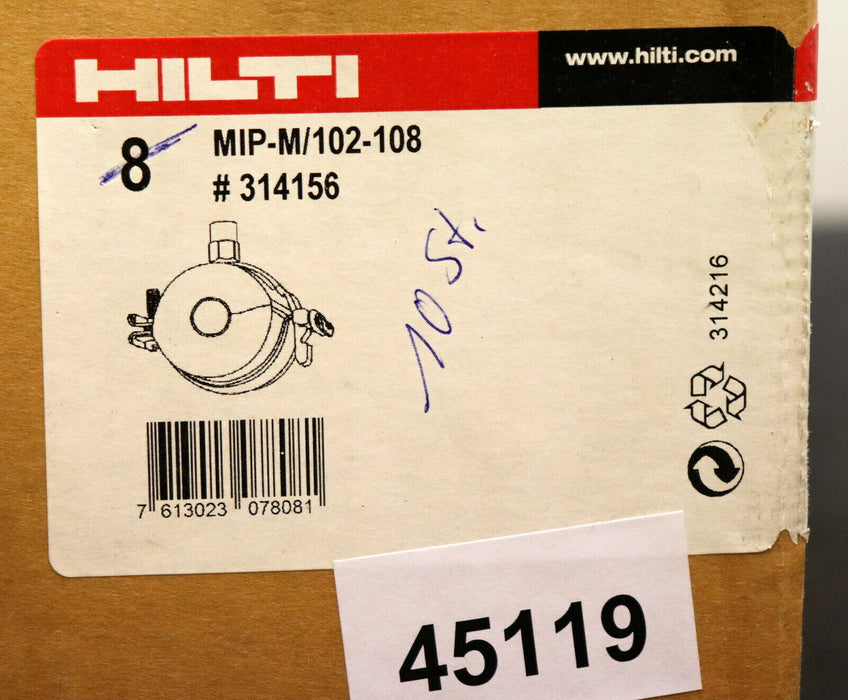 HILTI
www.hilti.com
8
MIP-M/102-108
# 314156
10 St.
314216
7 613023 078081
45119